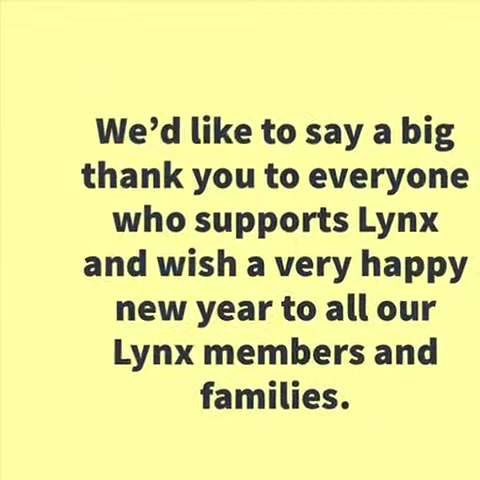 We’d like to say a big
thank you to everyone
who supports Lynx
and wish a very happy
new year to all our
Lynx members and
families.